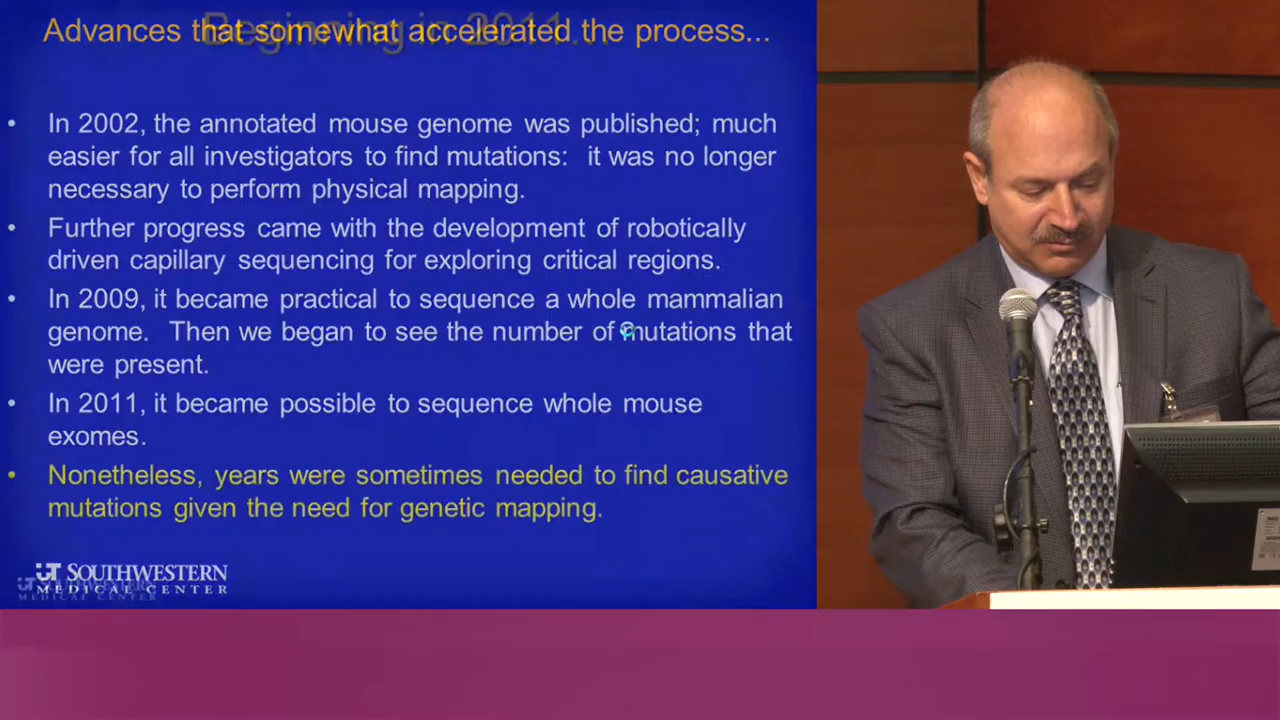 Advances that somewhat accelerated the process...
Beginning in 2011...
• In 2002, the annotated mouse genome was published; much
easier for all investigators to find mutations: it was no longer
necessary to perform physical mapping.
• Further progress came with the development of robotically
driven capillary sequencing for exploring critical regions.
• In 2009, it became practical to sequence a whole mammalian
genome. Then we began to see the number of mutations that
were present.
• In 2011, it became possible to sequence whole mouse
exomes.
• Nonetheless, years were sometimes needed to find causative
mutations given the need for genetic mapping.
UT SOUTHWESTERN
MEDICAL CENTER